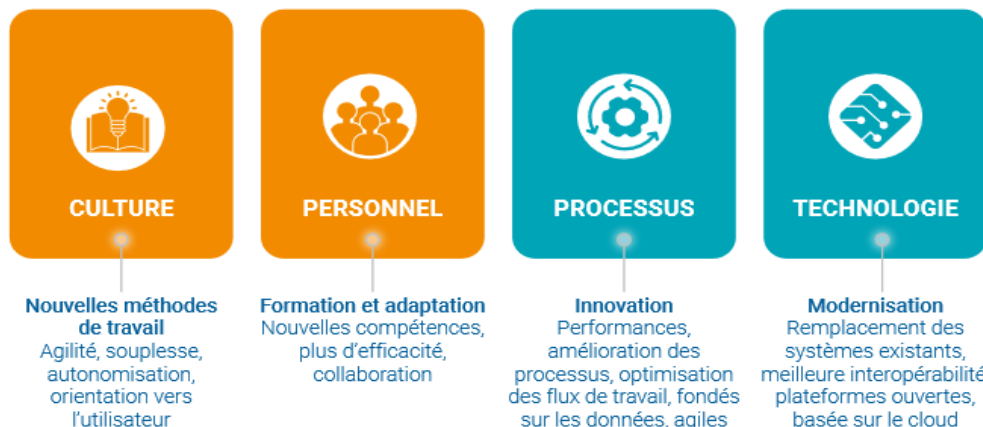 CULTURE
Nouvelles méthodes
de travail
Agilité, souplesse,
autonomisation,
orientation vers
l'utilisateur
PERSONNEL
Formation et adaptation
Nouvelles compétences,
plus d'efficacité,
collaboration
PROCESSUS
Innovation
Performances,
amélioration des
processus, optimisation
des flux de travail, fondés
sur les données, agiles
TECHNOLOGIE
Modernisation
Remplacement des
systèmes existants,
meilleure interopérabilité
plateformes ouvertes,
basée sur le cloud